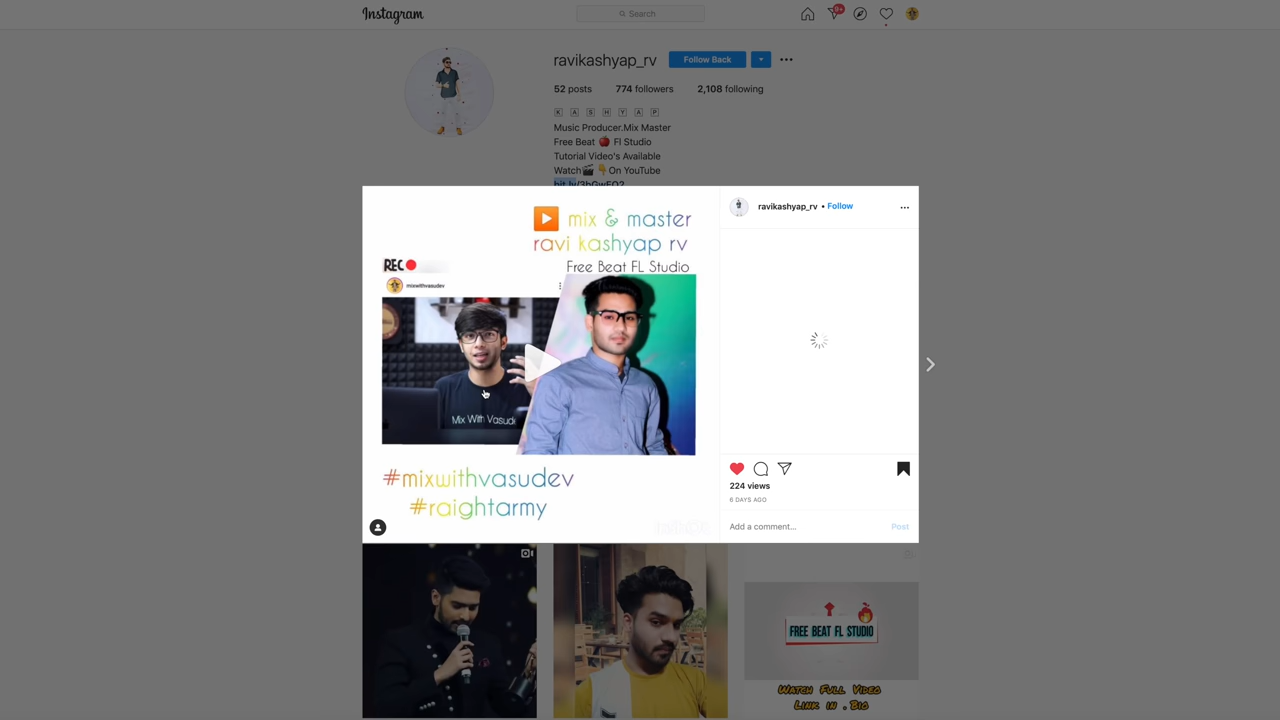 Instagram
Search
9+
ravikashyap_rv
Follow Back
52 posts 774 followers 2,108 following
K A S H Y A P
Music Producer.Mix Master
Free Beat 🍎 Fl Studio
Tutorial Video's Available
Watch🎬 👇On YouTube
▶️ mix & master
ravi kashyap rv
REC
Free Beat FL Studio
mixwithvasudev
Mix With Vasud
#mixwithvasudev
#raightarmy
ravikashyap_rv • Follow
224 views
6 DAYS AGO
Add a comment... Post
FREE BEAT FL STUDIO
Watch Full Video
Link in . Bio